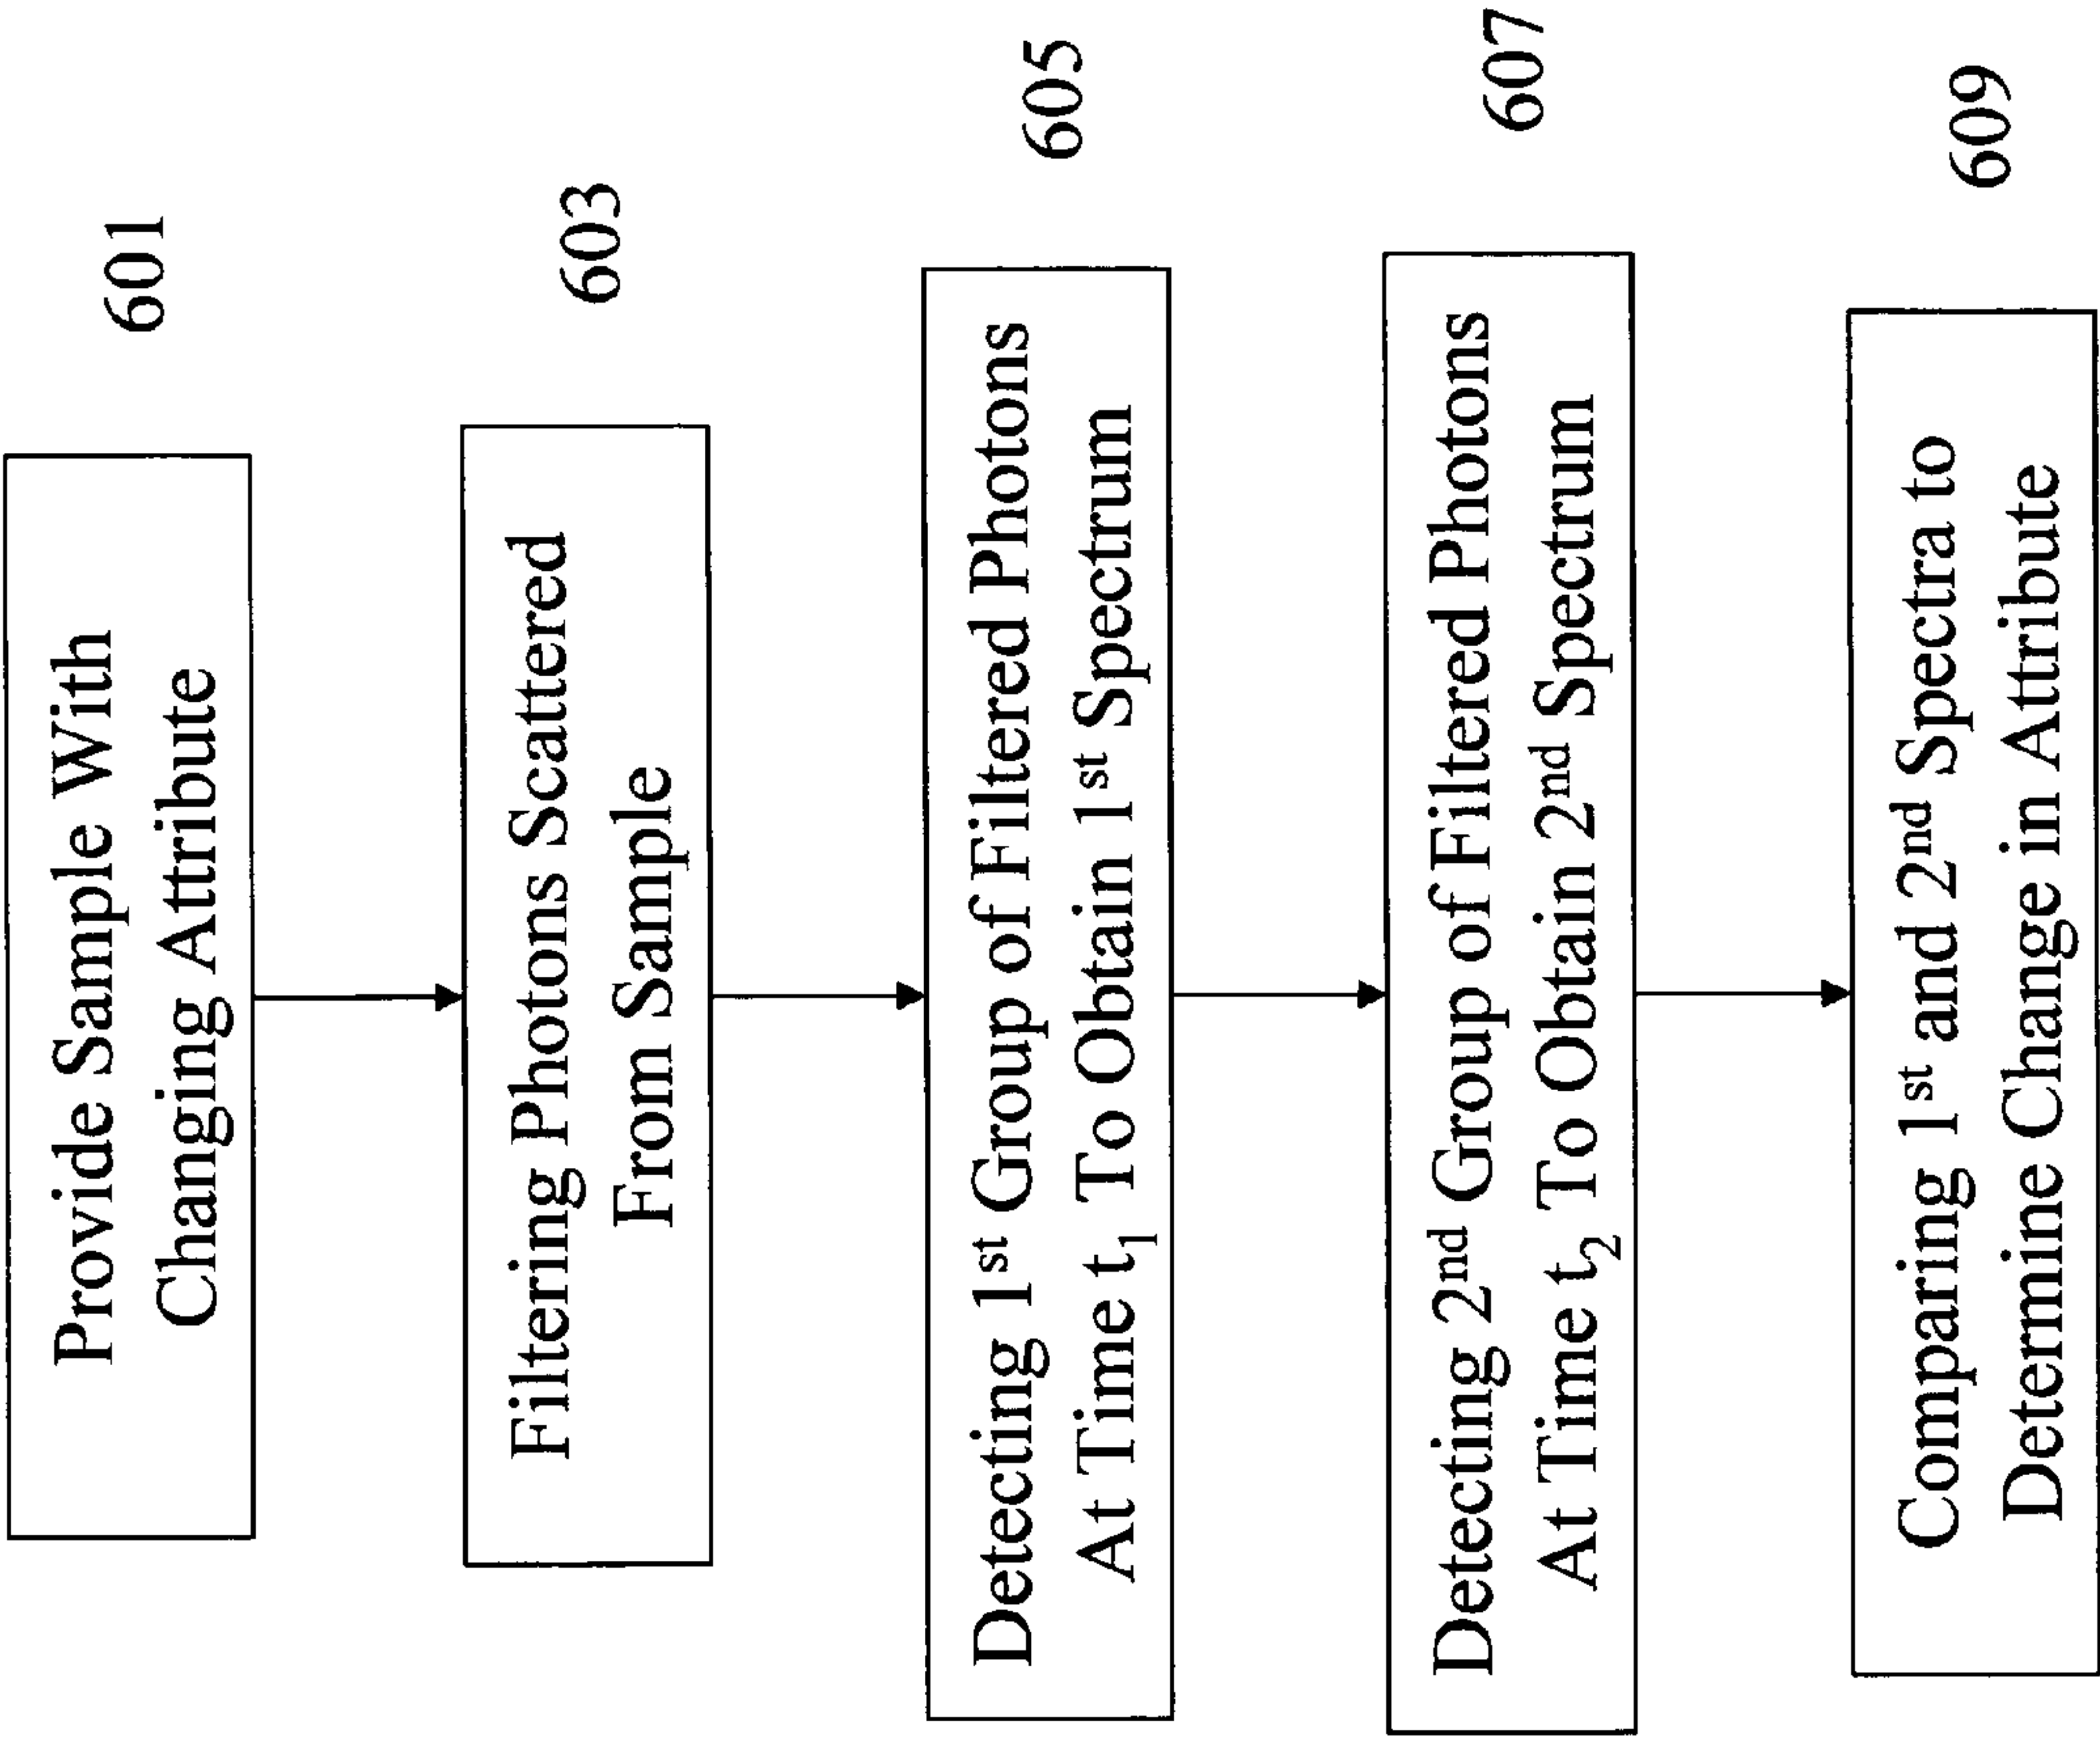 Provide Sample With
Changing Attribute
601
Filtering Photons Scattered
From Sample
603
Detecting 1st Group of Filtered Photons
At Time t1 To Obtain 1st Spectrum
605
Detecting 2nd Group of Filtered Photons
At Time t2 To Obtain 2nd Spectrum
607
Comparing 1st and 2nd Spectra to
Determine Change in Attribute
609